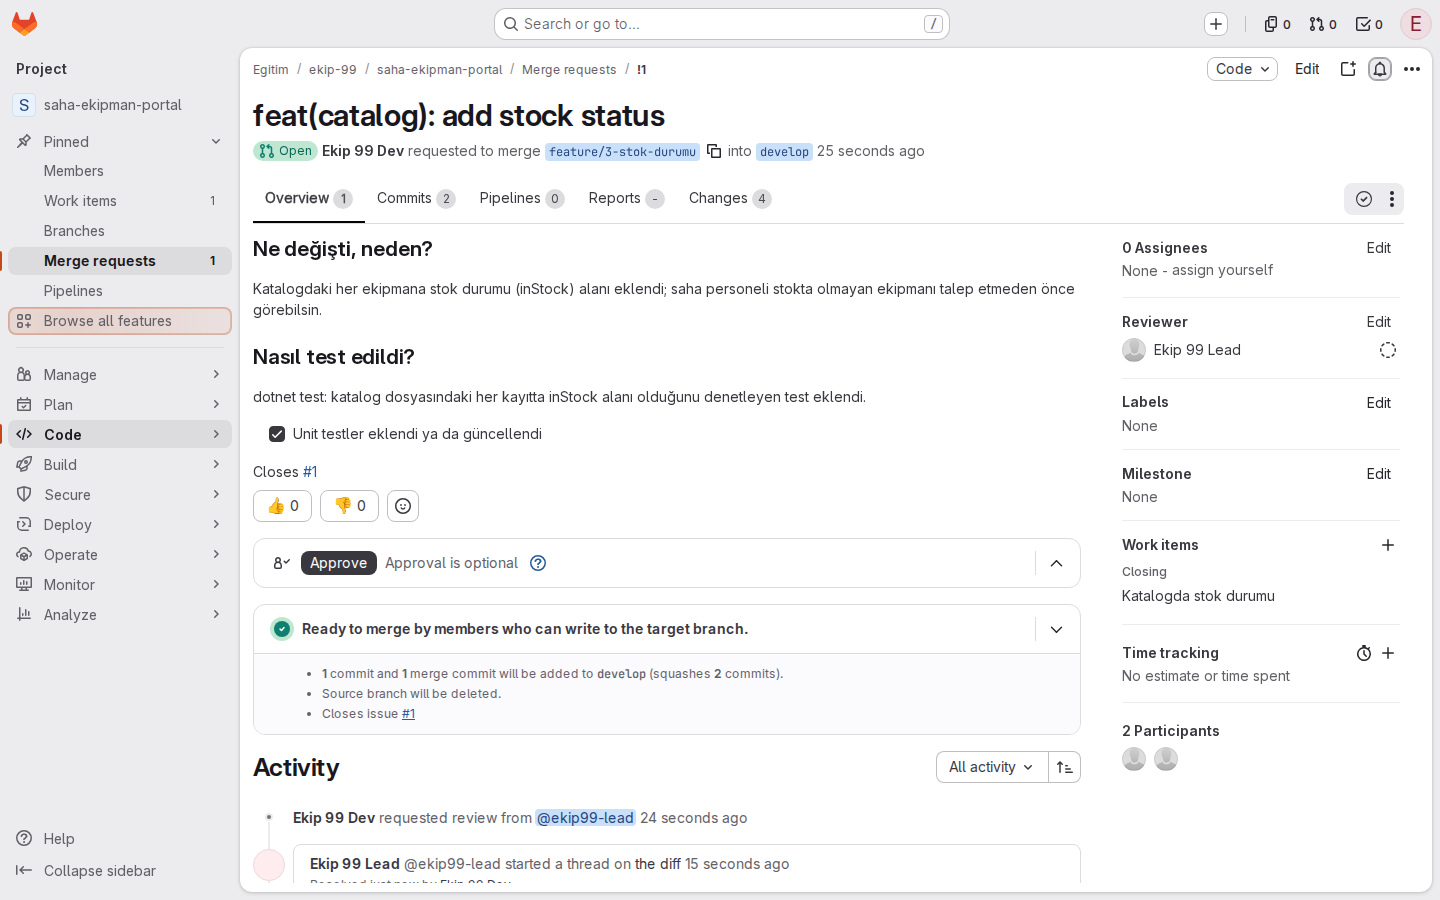 Search or go to...
/
0
0
0
E
Project
S
saha-ekipman-portal
Pinned
Members
Work items
1
Branches
Merge requests
1
Pipelines
Browse all features
Manage
Plan
Code
Build
Secure
Deploy
Operate
Monitor
Analyze
Help
Collapse sidebar
Egitim / ekip-99 / saha-ekipman-portal / Merge requests / !1
Code
Edit
feat(catalog): add stock status
Open Ekip 99 Dev requested to merge feature/3-stok-durumu into develop 25 seconds ago
Overview 1
Commits 2
Pipelines 0
Reports -
Changes 4
Ne değişti, neden?
Katalogdaki her ekipmana stok durumu (inStock) alanı eklendi; saha personeli stokta olmayan ekipmanı talep etmeden önce
görebilsin.
Nasıl test edildi?
dotnet test: katalog dosyasındaki her kayıtta inStock alanı olduğunu denetleyen test eklendi.
Unit testler eklendi ya da güncellendi
Closes #1
👍 0
👎 0
Approve
Approval is optional
Ready to merge by members who can write to the target branch.
1 commit and 1 merge commit will be added to develop (squashes 2 commits).
Source branch will be deleted.
Closes issue #1
Activity
All activity
Ekip 99 Dev requested review from @ekip99-lead 24 seconds ago
Ekip 99 Lead @ekip99-lead started a thread on the diff 15 seconds ago
Resolved just now by Ekip 99 Dev
0 Assignees
Edit
None - assign yourself
Reviewer
Edit
Ekip 99 Lead
Labels
Edit
None
Milestone
Edit
None
Work items
Closing
Katalogda stok durumu
Time tracking
No estimate or time spent
2 Participants